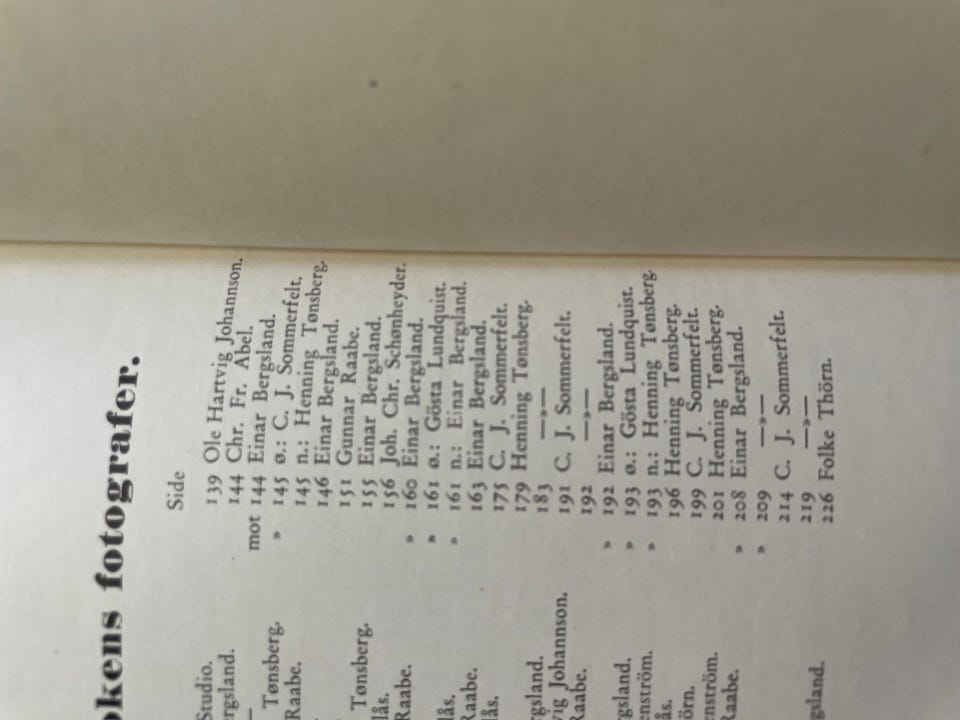 okens fotografer.
Studio.
ergsland.
—
Tønsberg.
Raabe.
Tønsberg.
lås.
Raabe.
lås.
Raabe.
lås.
gsland.
vig Johannson.
Raabe.
gsland.
enström.
lås.
örn.
enström.
Raabe.
gsland.
Side
139 Ole Hartvig Johannson.
144 Chr. Fr. Abel.
mot 144 Einar Bergsland.
» 145 ø.: C. J. Sommerfelt.
145 n.: Henning Tønsberg.
146 Einar Bergsland.
151 Gunnar Raabe.
155 Einar Bergsland.
156 Joh. Chr. Schønheyder.
» 160 Einar Bergsland.
» 161 ø.: Gösta Lundquist.
» 161 n.: Einar Bergsland.
163 Einar Bergsland.
175 C. J. Sommerfelt.
179 Henning Tønsberg.
183 —»—
191 C. J. Sommerfelt.
192 —»—
» 192 Einar Bergsland.
» 193 ø.: Gösta Lundquist.
» 193 n.: Henning Tønsberg.
196 Henning Tønsberg.
199 C. J. Sommerfelt.
201 Henning Tønsberg.
» 208 Einar Bergsland.
» 209 —»—
214 C. J. Sommerfelt.
219 —»—
226 Folke Thörn.